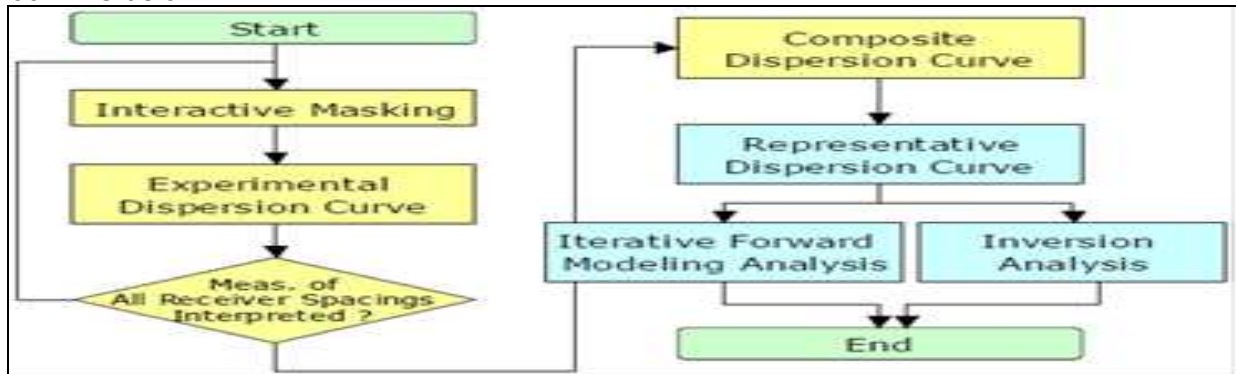 Start
Interactive Masking
Experimental
Dispersion Curve
Meas. of
All Receiver Spacings
Interpreted ?
Composite
Dispersion Curve
Representative
Dispersion Curve
Iterative Forward
Modeling Analysis
Inversion
Analysis
End